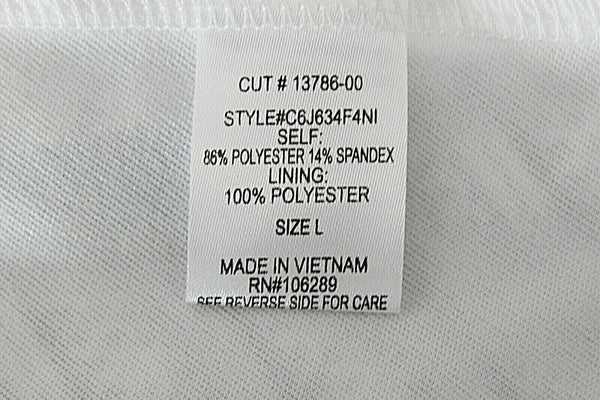 CUT # 13786-00
STYLE#C6J634F4NI
SELF:
86% POLYESTER 14% SPANDEX
LINING:
100% POLYESTER
SIZE L
MADE IN VIETNAM
RN#106289
SEE REVERSE SIDE FOR CARE